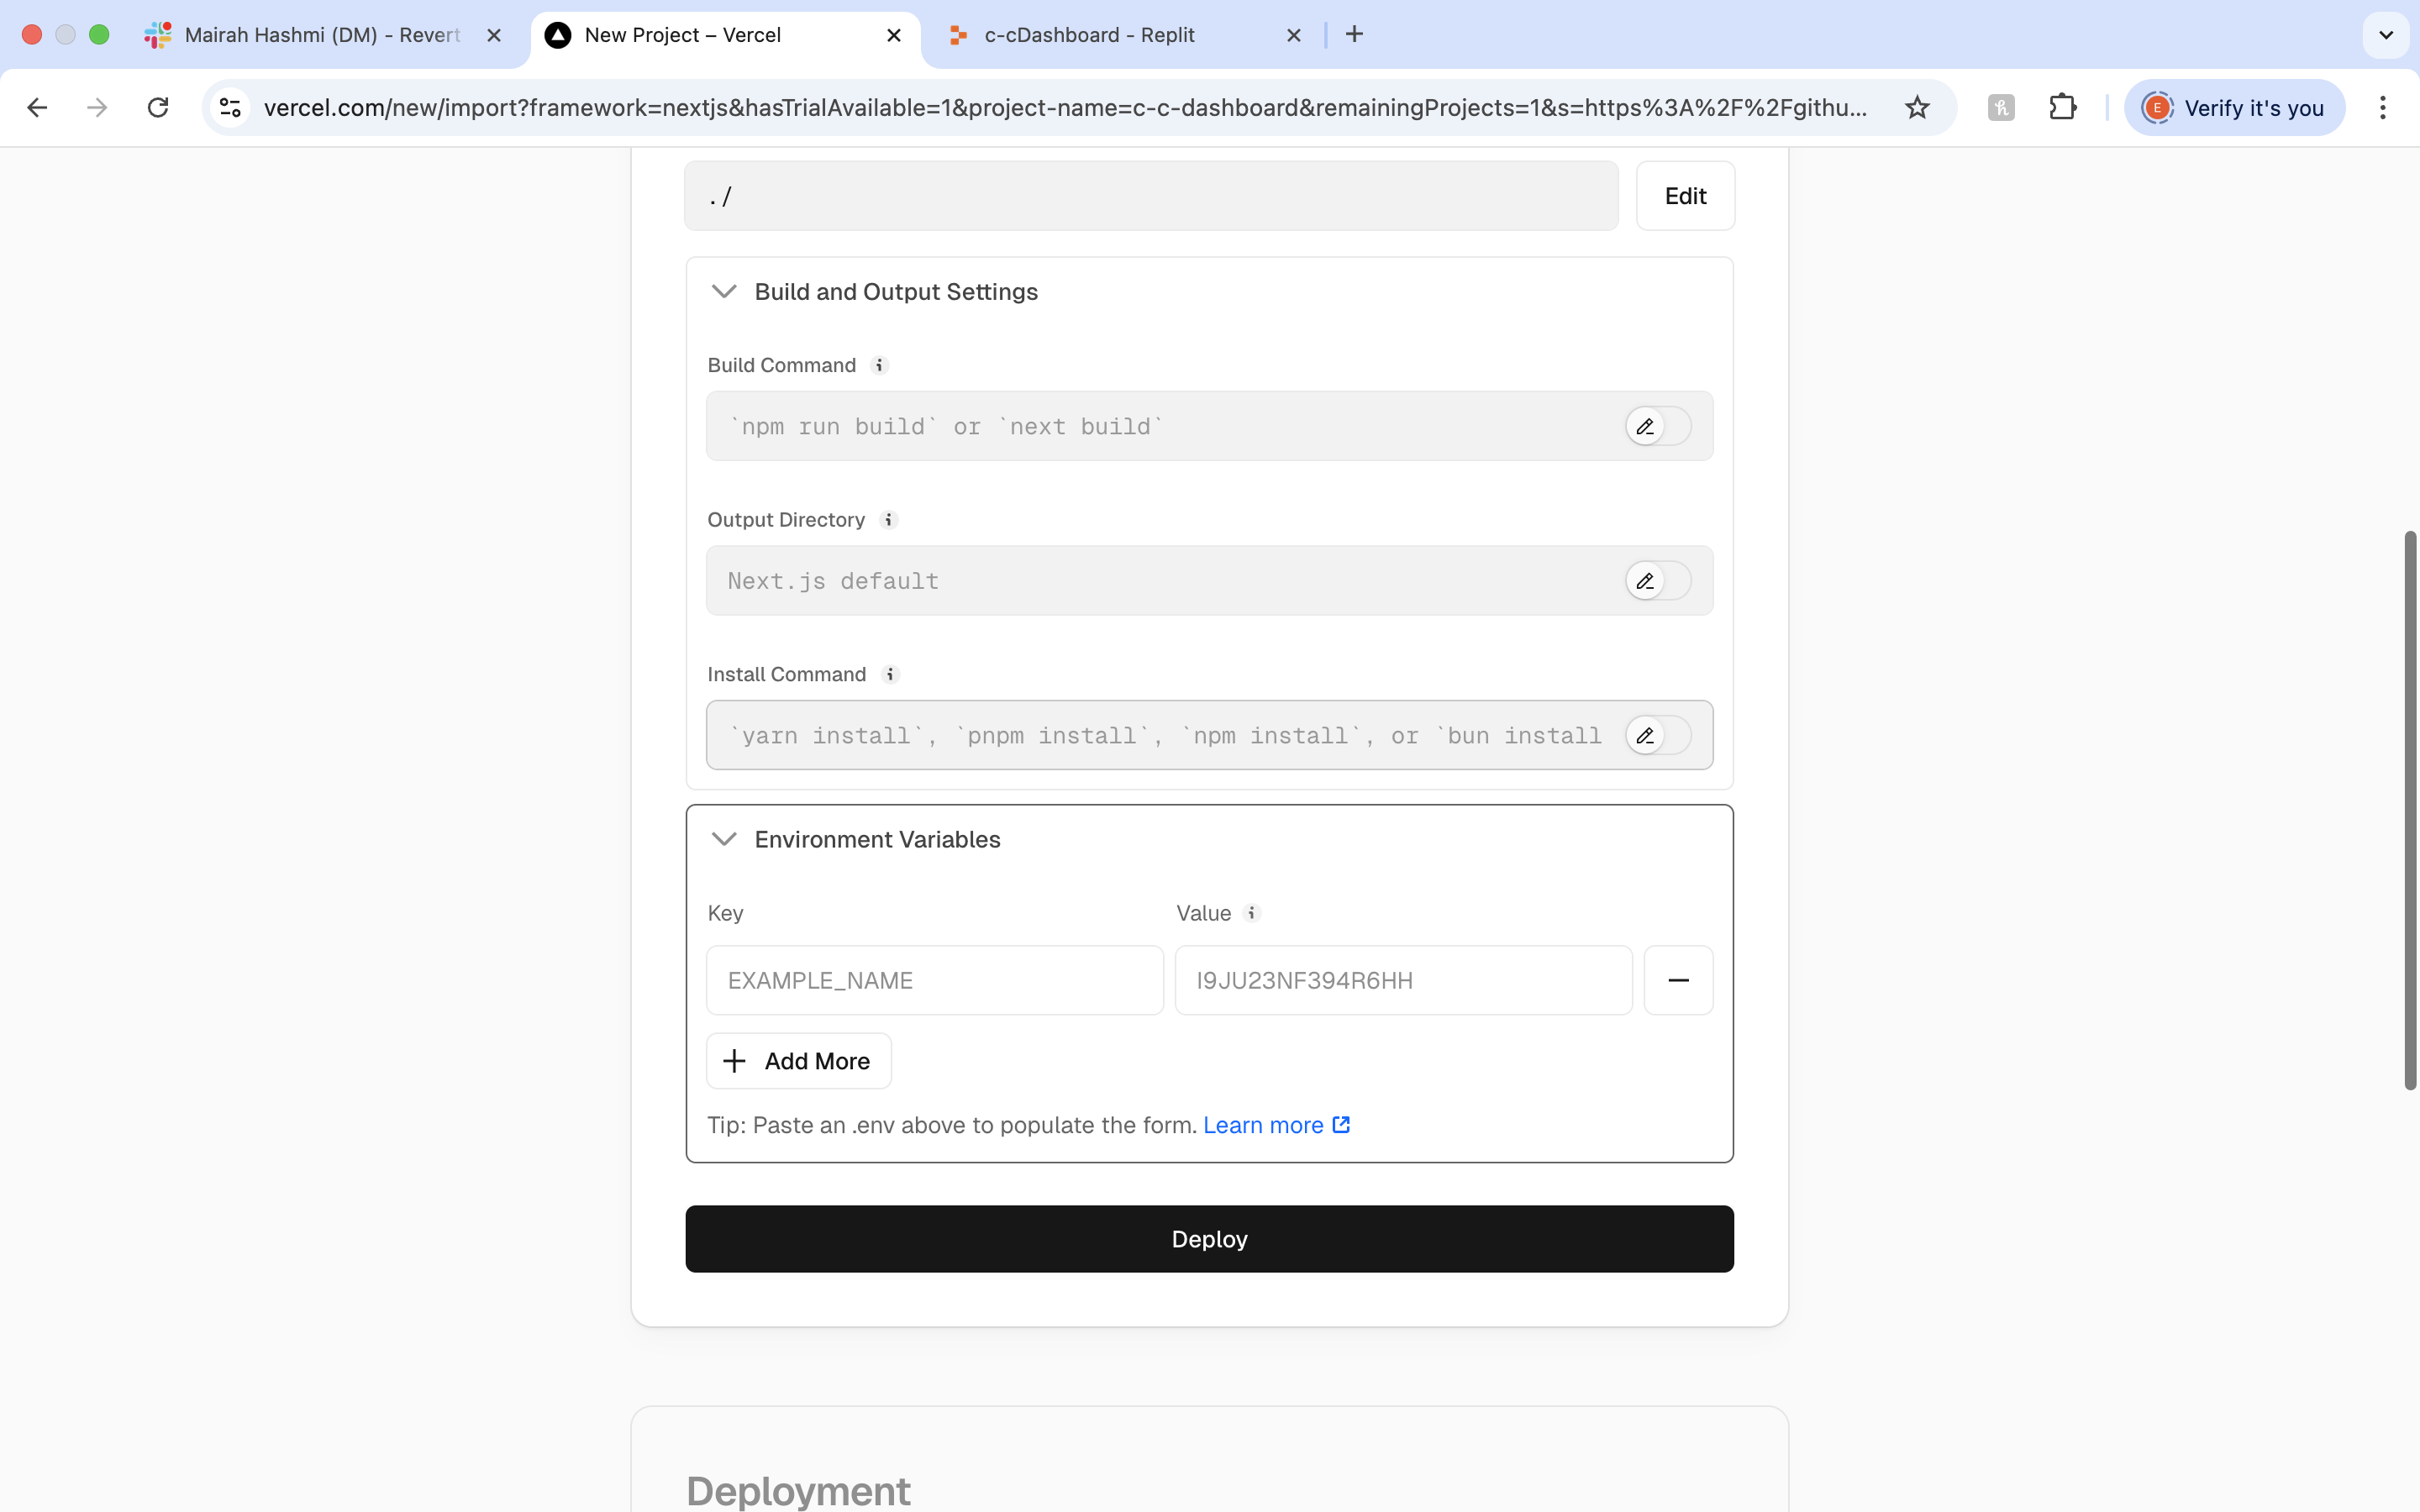 Mairah Hashmi (DM) - Revert
New Project – Vercel
c-cDashboard - Replit
vercel.com/new/import?framework=nextjs&hasTrialAvailable=1&project-name=c-c-dashboard&remainingProjects=1&s=https%3A%2F%2Fgithu...
E
Verify it's you
./
Edit
Build and Output Settings
Build Command
`npm run build` or `next build`
Output Directory
Next.js default
Install Command
`yarn install`, `pnpm install`, `npm install`, or `bun install
Environment Variables
Key
Value
EXAMPLE_NAME
I9JU23NF394R6HH
Add More
Tip: Paste an .env above to populate the form. Learn more
Deploy
Deployment